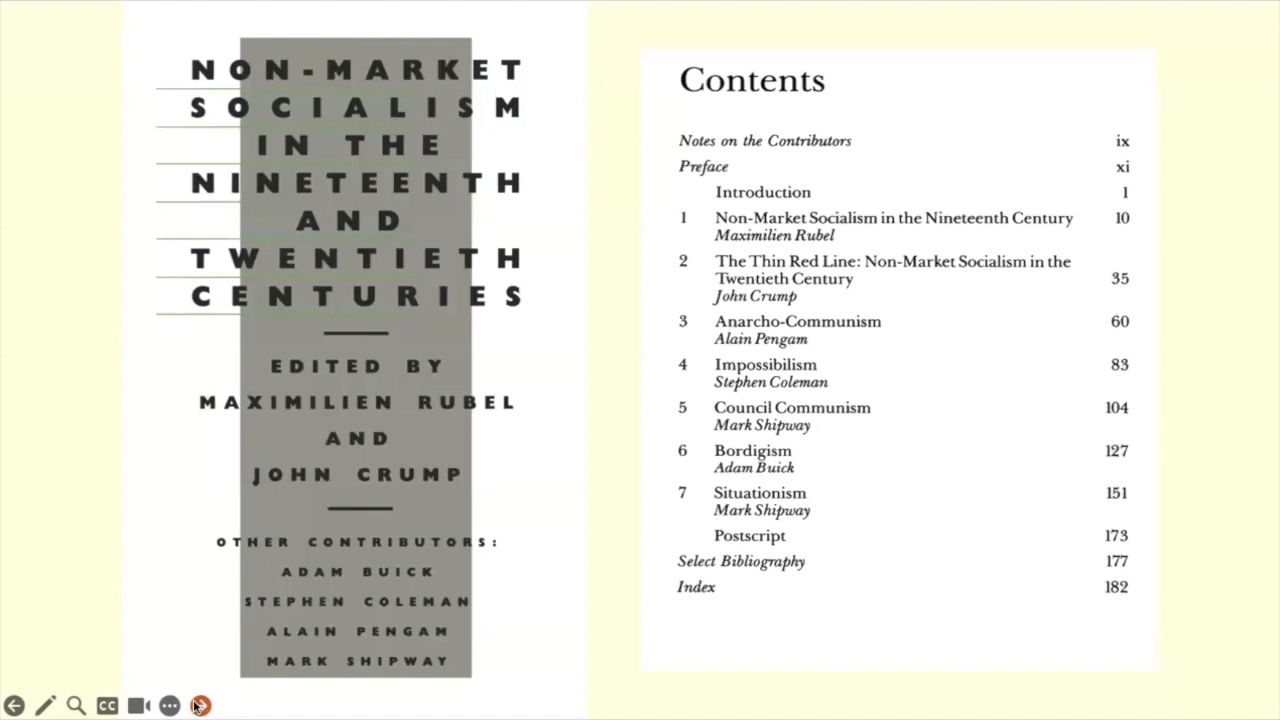 NON-MARKET
SOCIALISM
IN THE
NINETEENTH
AND
TWENTIETH
CENTURIES
EDITED BY
MAXIMILIEN RUBEL
AND
JOHN CRUMP
OTHER CONTRIBUTORS:
ADAM BUICK
STEPHEN COLEMAN
ALAIN PENGAM
MARK SHIPWAY
Contents
Notes on the Contributors ix
Preface xi
Introduction 1
1 Non-Market Socialism in the Nineteenth Century 10
Maximilien Rubel
2 The Thin Red Line: Non-Market Socialism in the
Twentieth Century 35
John Crump
3 Anarcho-Communism 60
Alain Pengam
4 Impossibilism 83
Stephen Coleman
5 Council Communism 104
Mark Shipway
6 Bordigism 127
Adam Buick
7 Situationism 151
Mark Shipway
Postscript 173
Select Bibliography 177
Index 182
CC